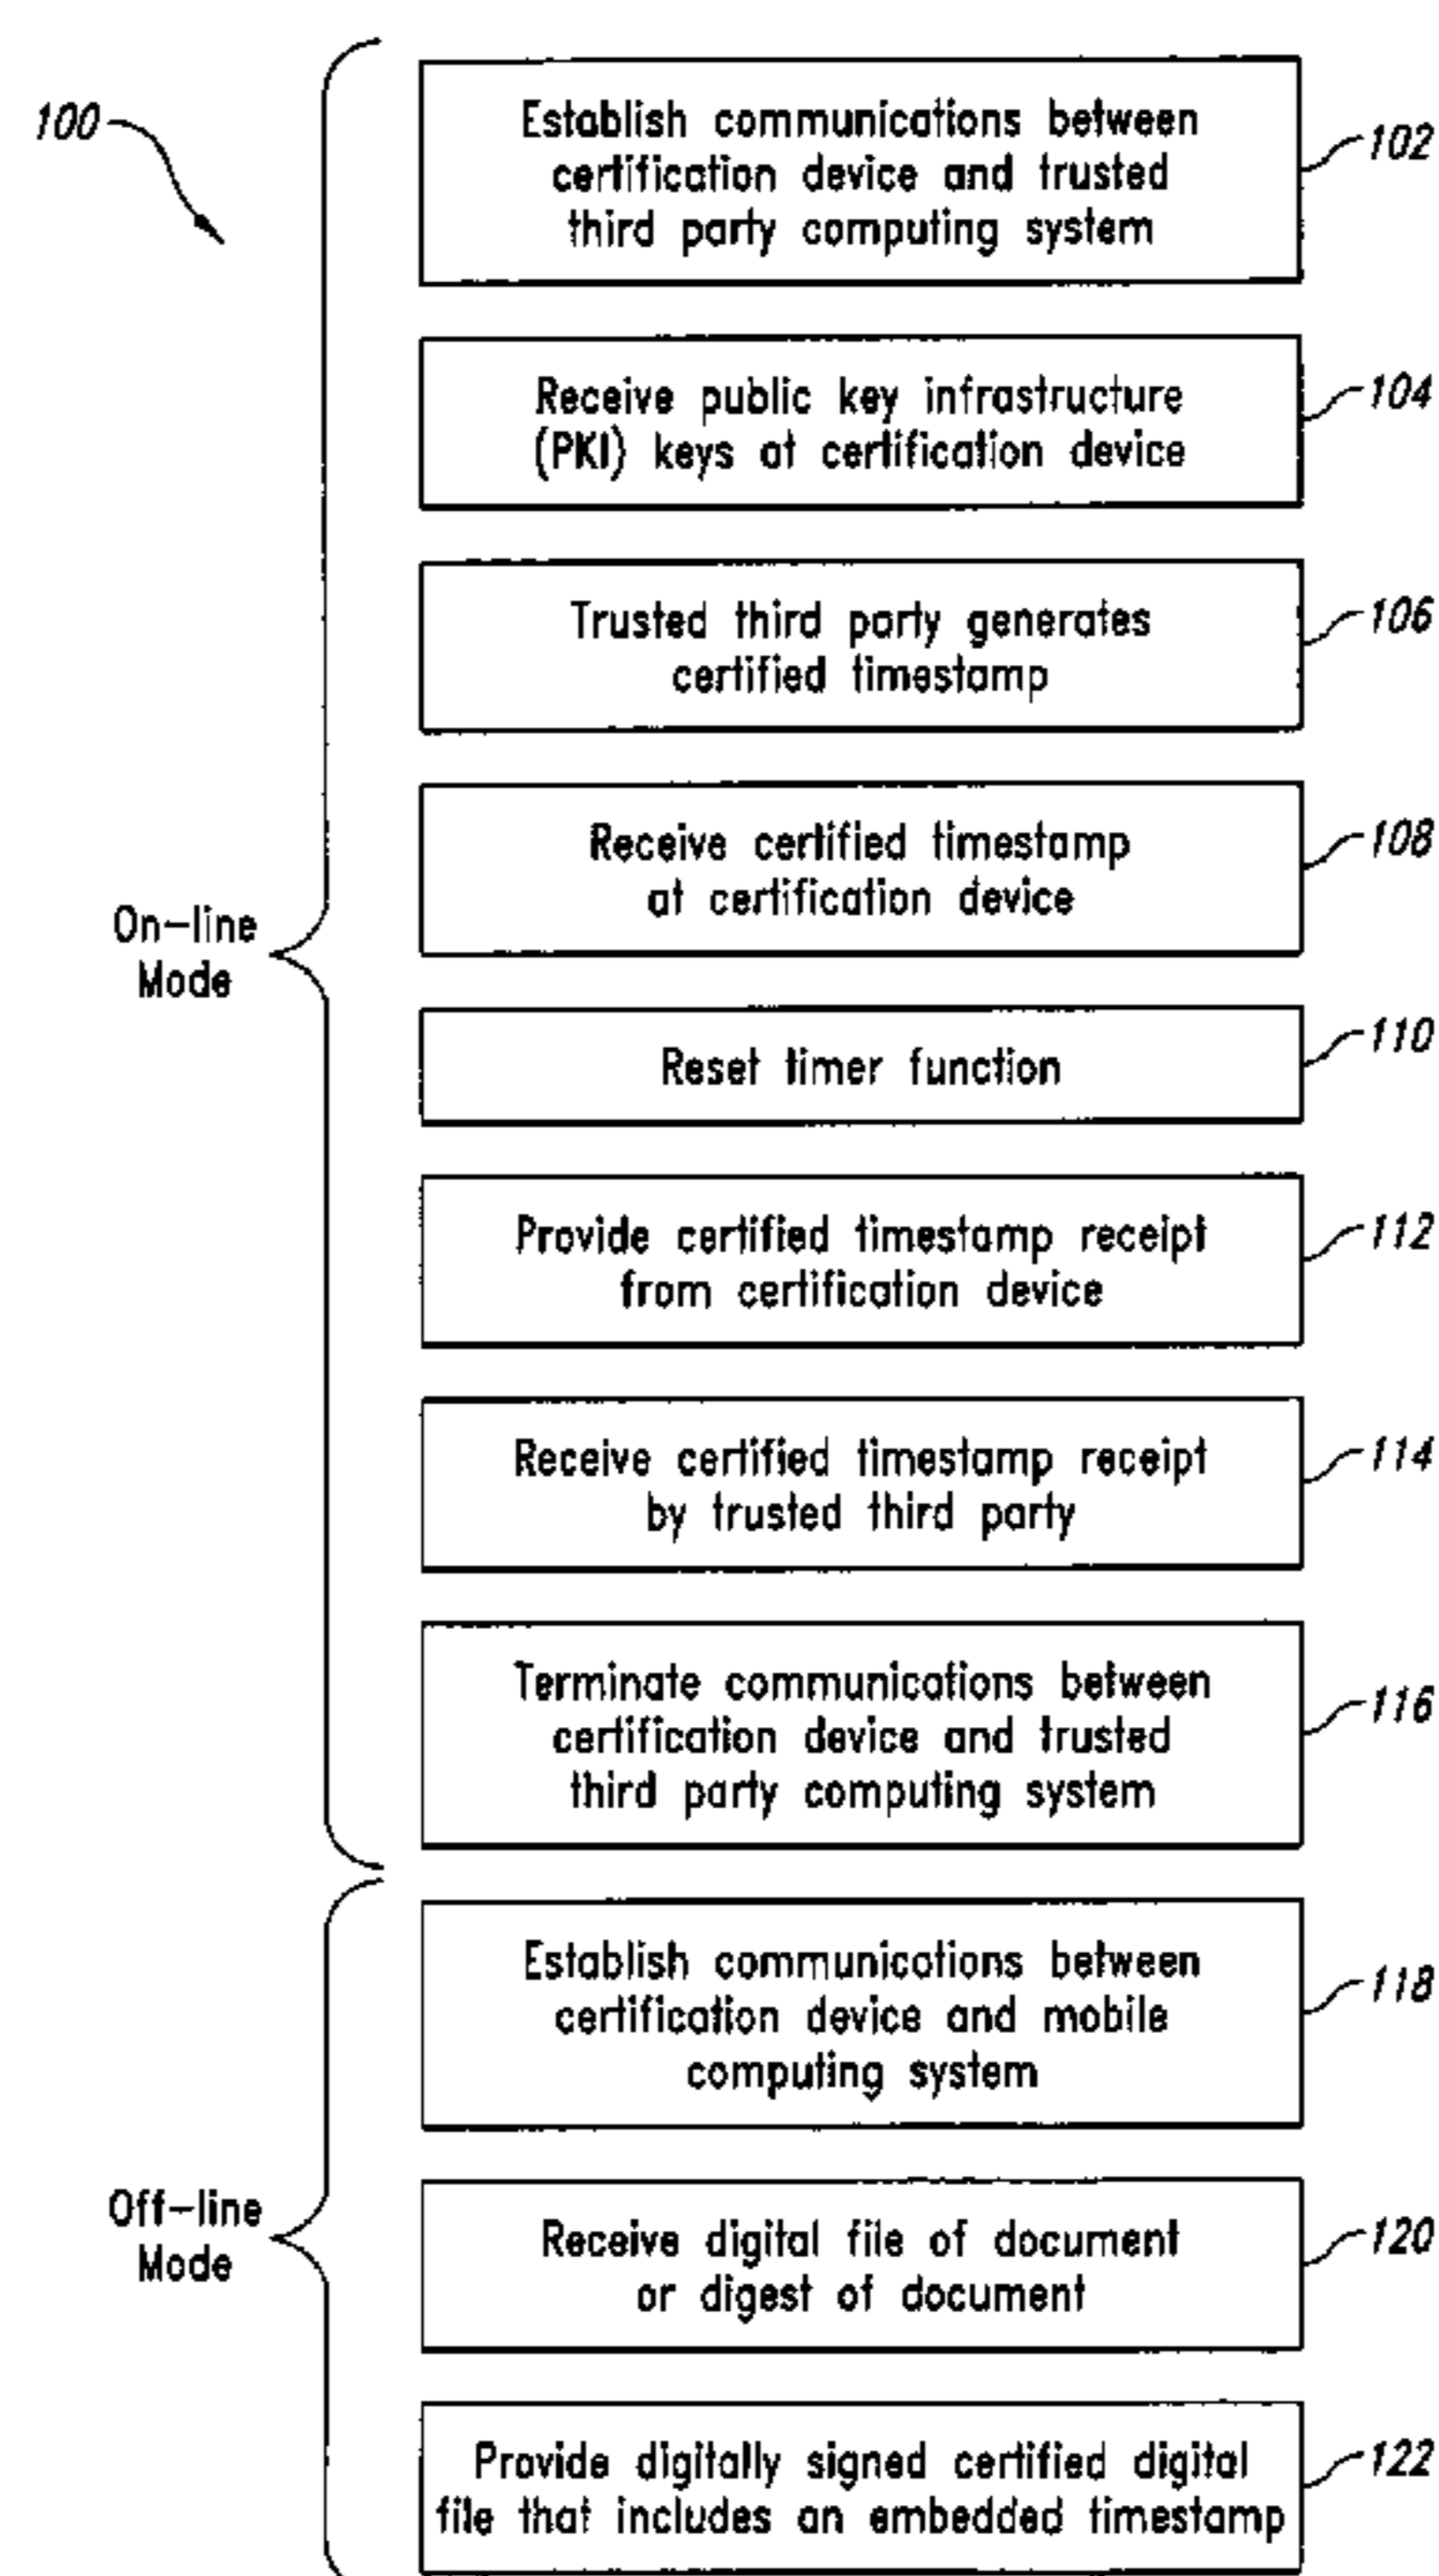 100
Establish communications between
certification device and trusted
third party computing system
102
Receive public key infrastructure
(PKI) keys at certification device
104
Trusted third party generates
certified timestamp
106
Receive certified timestamp
at certification device
108
On-line
Mode
Reset timer function
110
Provide certified timestamp receipt
from certification device
112
Receive certified timestamp receipt
by trusted third party
114
Terminate communications between
certification device and trusted
third party computing system
116
Establish communications between
certification device and mobile
computing system
118
Off-line
Mode
Receive digital file of document
or digest of document
120
Provide digitally signed certified digital
file that includes an embedded timestamp
122